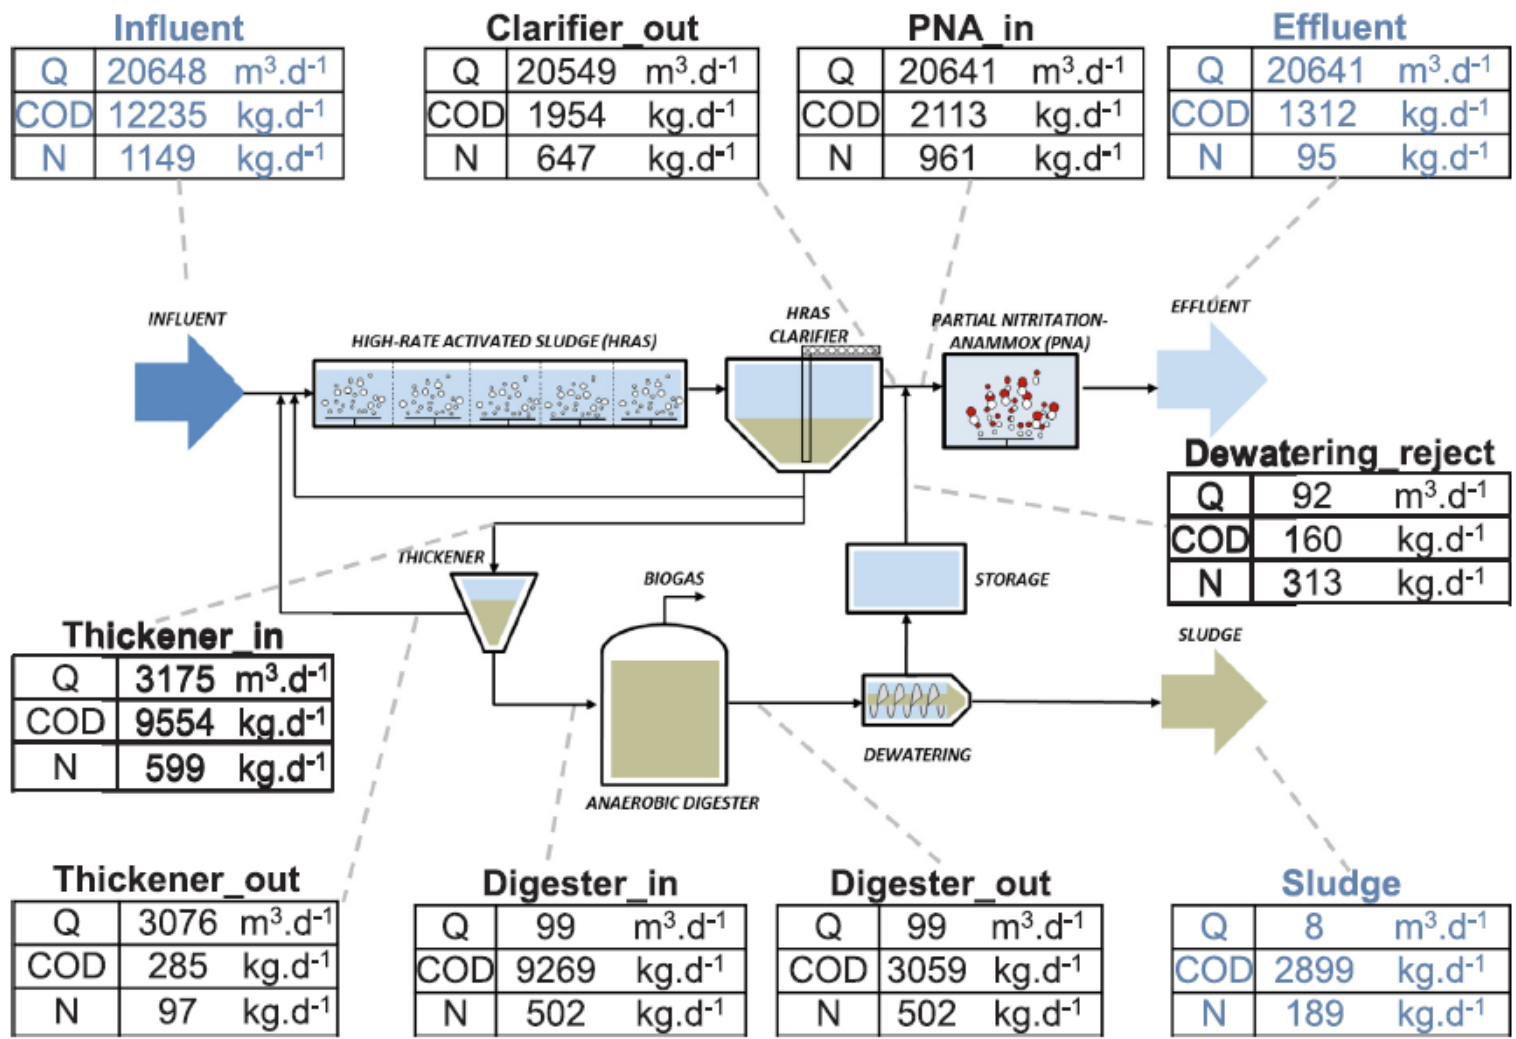 Influent
Q 20648 m³.d⁻¹
COD 12235 kg.d⁻¹
N 1149 kg.d⁻¹
Clarifier_out
Q 20549 m³.d⁻¹
COD 1954 kg.d⁻¹
N 647 kg.d⁻¹
PNA_in
Q 20641 m³.d⁻¹
COD 2113 kg.d⁻¹
N 961 kg.d⁻¹
Effluent
Q 20641 m³.d⁻¹
COD 1312 kg.d⁻¹
N 95 kg.d⁻¹
INFLUENT
HIGH-RATE ACTIVATED SLUDGE (HRAS)
HRAS
CLARIFIER
PARTIAL NITRITATION-
ANAMMOX (PNA)
EFFLUENT
Dewatering_reject
Q 92 m³.d⁻¹
COD 160 kg.d⁻¹
N 313 kg.d⁻¹
THICKENER
BIOGAS
STORAGE
SLUDGE
Thickener_in
Q 3175 m³.d⁻¹
COD 9554 kg.d⁻¹
N 599 kg.d⁻¹
DEWATERING
ANAEROBIC DIGESTER
Thickener_out
Q 3076 m³.d⁻¹
COD 285 kg.d⁻¹
N 97 kg.d⁻¹
Digester_in
Q 99 m³.d⁻¹
COD 9269 kg.d⁻¹
N 502 kg.d⁻¹
Digester_out
Q 99 m³.d⁻¹
COD 3059 kg.d⁻¹
N 502 kg.d⁻¹
Sludge
Q 8 m³.d⁻¹
COD 2899 kg.d⁻¹
N 189 kg.d⁻¹